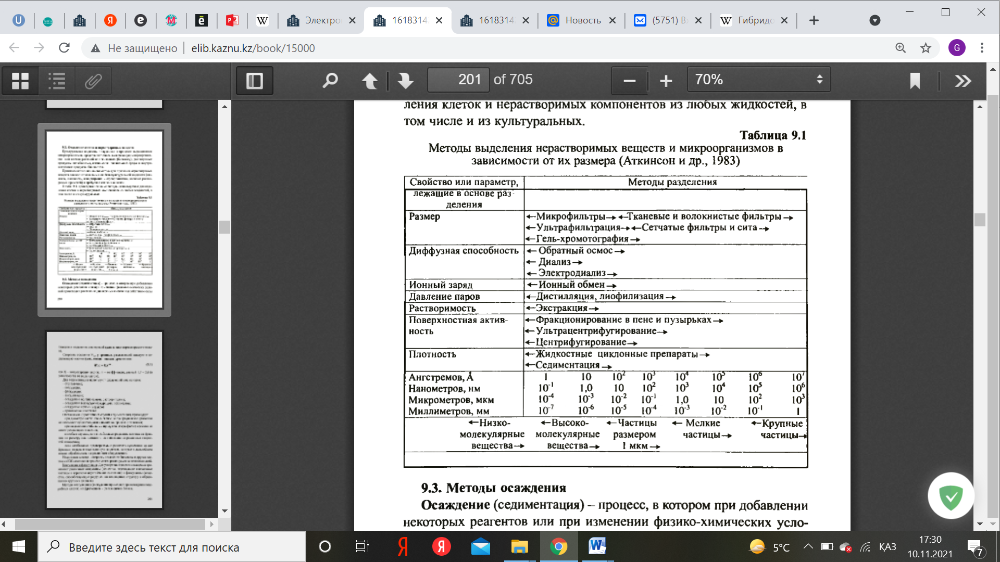 Электро
1618314
1618314
Новость
(5751) В
Гибридо
Не защищено
elib.kaznu.kz/book/15000
201 of 705
70%
ления клеток и нерастворимых компонентов из любых жидкостей, в
том числе и из культуральных.
Таблица 9.1
Методы выделения нерастворимых веществ и микроорганизмов в
зависимости от их размера (Аткинсон и др., 1983)
Свойство или параметр, Методы разделения
лежащие в основе раз-
деления
Размер ←Микрофильтры→ ←Тканевые и волокнистые фильтры→
←Ультрафильтрация→ ←Сетчатые фильтры и сита→
←Гель-хромотография→
Диффузная способность ←Обратный осмос→
←Диализ→
←Электродиализ→
Ионный заряд ←Ионный обмен→
Давление паров ←Дистилляция, лиофилизация→
Растворимость ←Экстракция→
Поверхностная актив- ←Фракционирование в пене и пузырьках→
ность ←Ультрацентрифугирование→
←Центрифугирование→
Плотность ←Жидкостные циклонные препараты→
←Седиментация→
Ангстремов, Å 1 10 10² 10³ 10⁴ 10⁵ 10⁶ 10⁷
Нанометров, нм 10⁻¹ 1,0 10 10² 10³ 10⁴ 10⁵ 10⁶
Микрометров, мкм 10⁻⁴ 10⁻³ 10⁻² 10⁻¹ 1,0 10 10² 10³
Миллиметров, мм 10⁻⁷ 10⁻⁶ 10⁻⁵ 10⁻⁴ 10⁻³ 10⁻² 10⁻¹ 1
←Низко- ←Высоко- ←Частицы ←Мелкие ←Крупные
молекулярные молекулярные размером частицы→ частицы→
вещества→ вещества→ 1 мкм→
9.3. Методы осаждения
Осаждение (седиментация) – процесс, в котором при добавлении
некоторых реагентов или при изменении физико-химических усло-
Введите здесь текст для поиска
5°C
ҚАЗ
17:30
10.11.2021
7